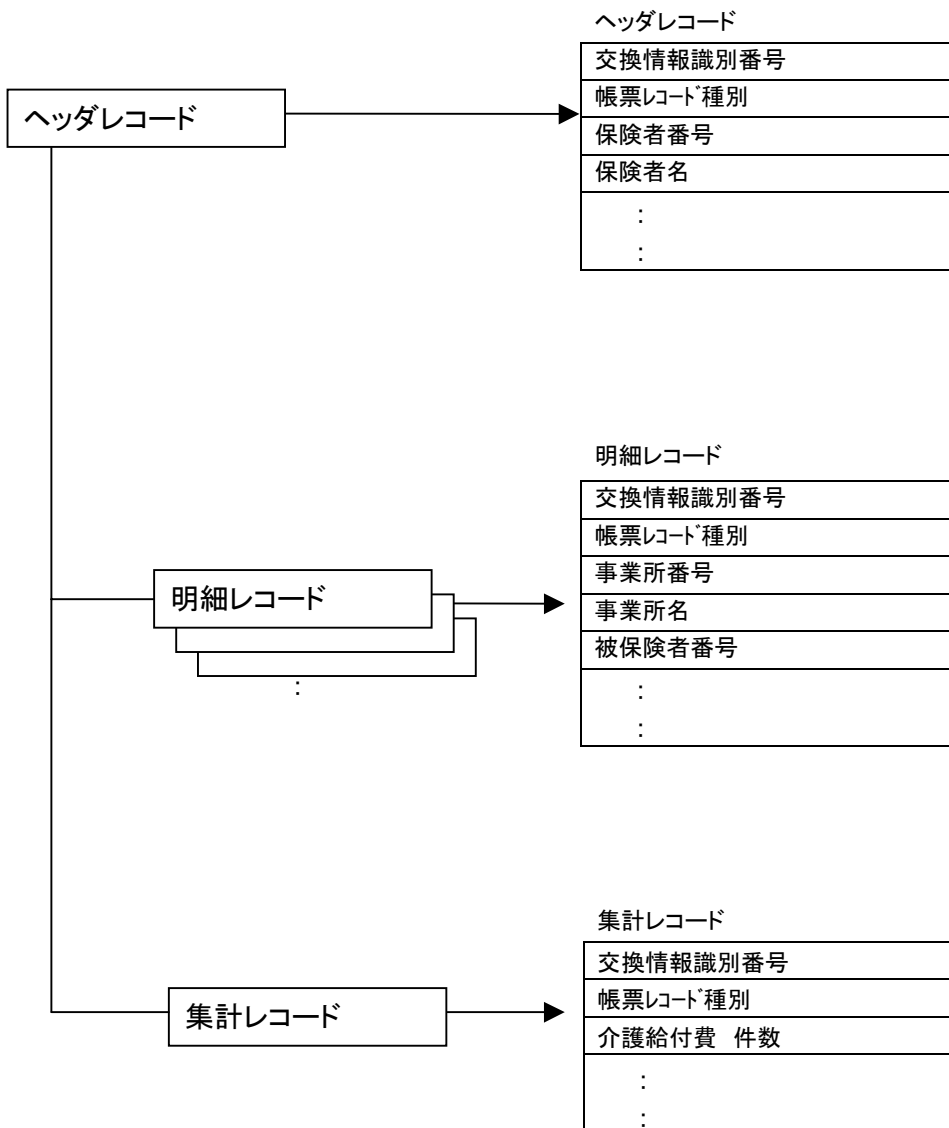 ヘッダレコード
交換情報識別番号
帳票ﾚｺｰﾄﾞ種別
保険者番号
保険者名
:
:
ヘッダレコード
明細レコード
交換情報識別番号
帳票ﾚｺｰﾄﾞ種別
事業所番号
事業所名
被保険者番号
:
:
明細レコード
:
集計レコード
交換情報識別番号
帳票ﾚｺｰﾄﾞ種別
介護給付費　件数
:
:
集計レコード